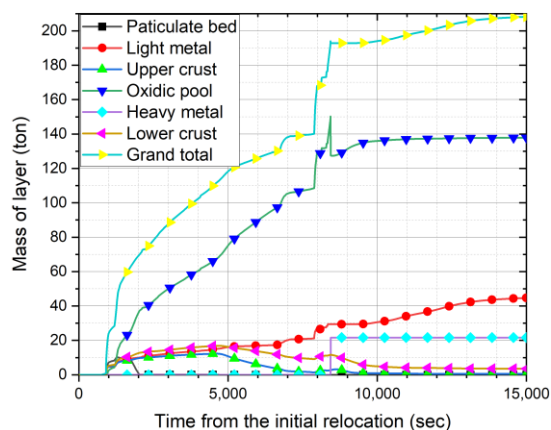 Paticulate bed
Light metal
Upper crust
Oxidic pool
Heavy metal
Lower crust
Grand total
Mass of layer (ton)
200
180
160
140
120
100
80
60
40
20
0
0 5,000 10,000 15,000
Time from the initial relocation (sec)